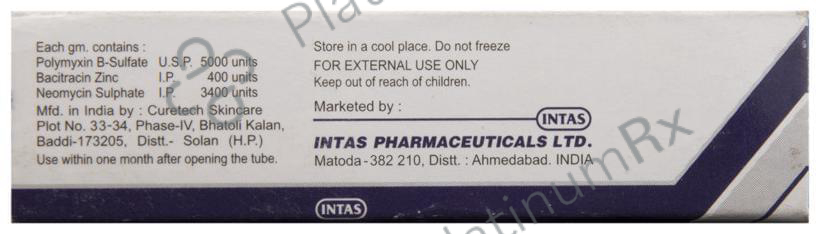 Each gm. contains :
Polymyxin B-Sulfate U.S.P. 5000 units
Bacitracin Zinc I.P. 400 units
Neomycin Sulphate I.P. 3400 units
Mfd. in India by : Curetech Skincare
Plot No. 33-34, Phase-IV, Bhatoli Kalan,
Baddi-173205, Distt.- Solan (H.P.)
Use within one month after opening the tube.
Store in a cool place. Do not freeze
FOR EXTERNAL USE ONLY
Keep out of reach of children.
Marketed by :
INTAS
INTAS PHARMACEUTICALS LTD.
Matoda - 382 210, Distt. : Ahmedabad. INDIA
INTAS
PlatinumRx